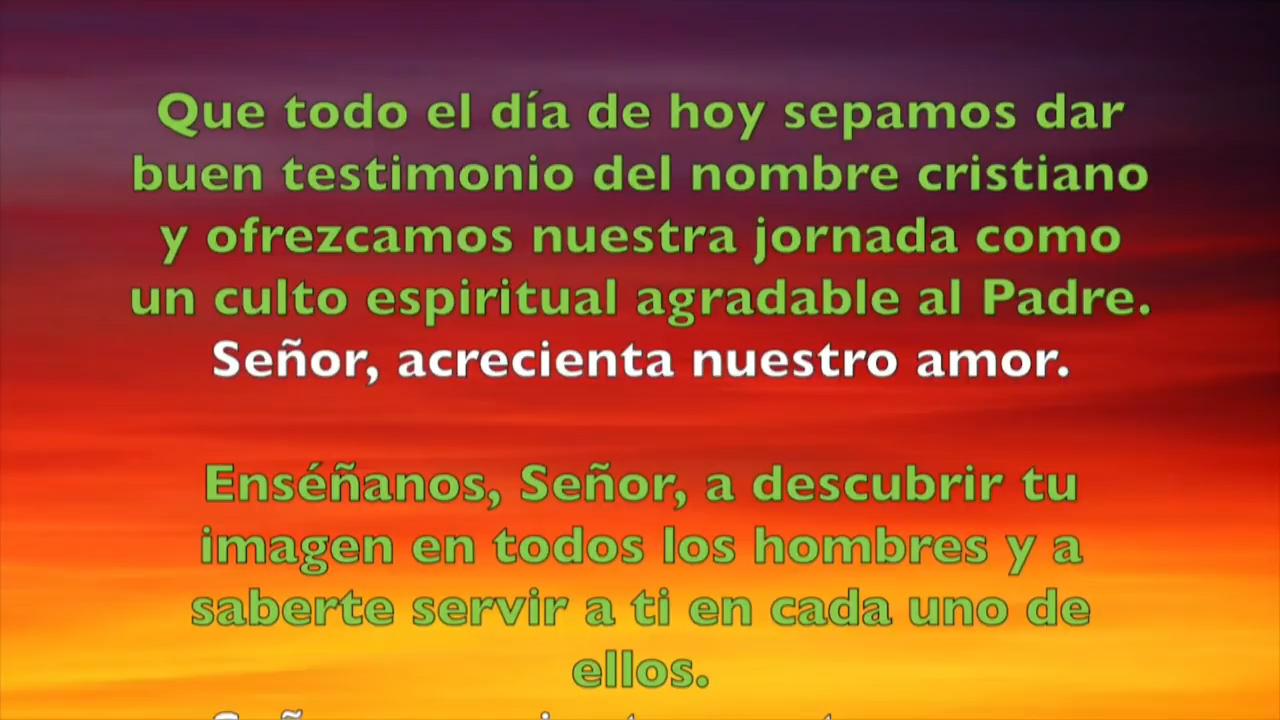 Que todo el día de hoy sepamos dar
buen testimonio del nombre cristiano
y ofrezcamos nuestra jornada como
un culto espiritual agradable al Padre.
Señor, acrecienta nuestro amor.
Enséñanos, Señor, a descubrir tu
imagen en todos los hombres y a
saberte servir a ti en cada uno de
ellos.